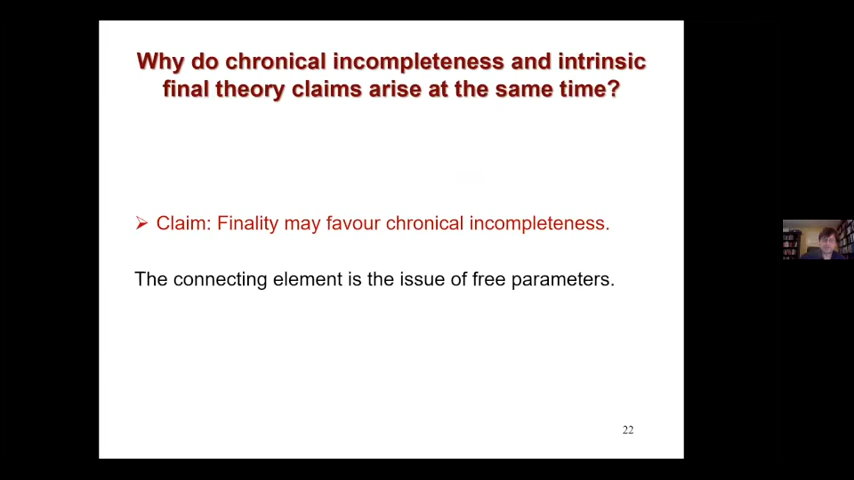 Why do chronical incompleteness and intrinsic
final theory claims arise at the same time?
➢ Claim: Finality may favour chronical incompleteness.
The connecting element is the issue of free parameters.
22